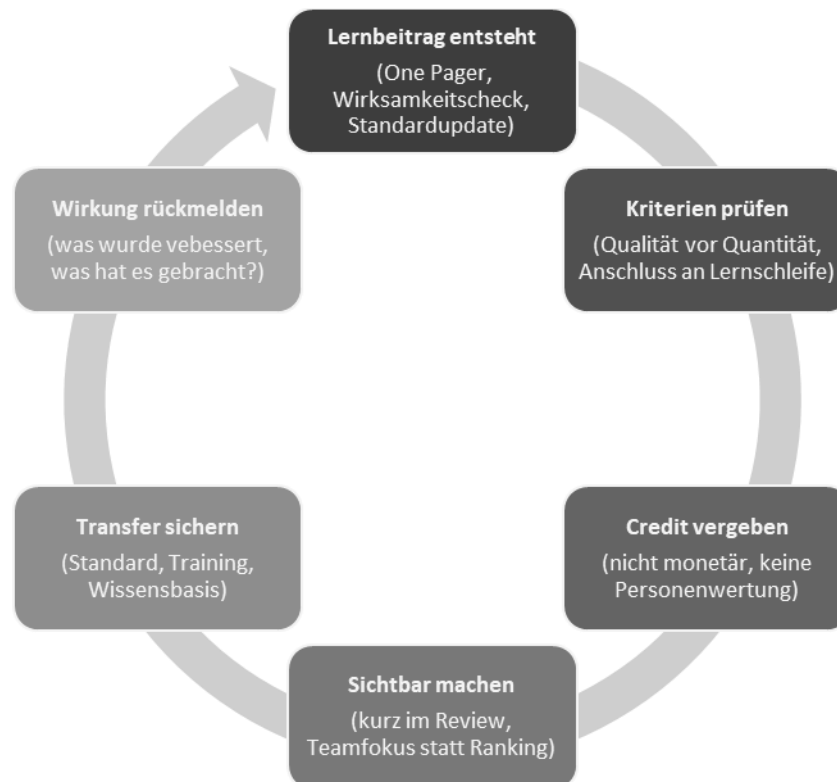 Lernbeitrag entsteht
(One Pager,
Wirksamkeitscheck,
Standardupdate)
Kriterien prüfen
(Qualität vor Quantität,
Anschluss an Lernschleife)
Credit vergeben
(nicht monetär, keine
Personenwertung)
Sichtbar machen
(kurz im Review,
Teamfokus statt Ranking)
Transfer sichern
(Standard, Training,
Wissensbasis)
Wirkung rückmelden
(was wurde vebessert,
was hat es gebracht?)